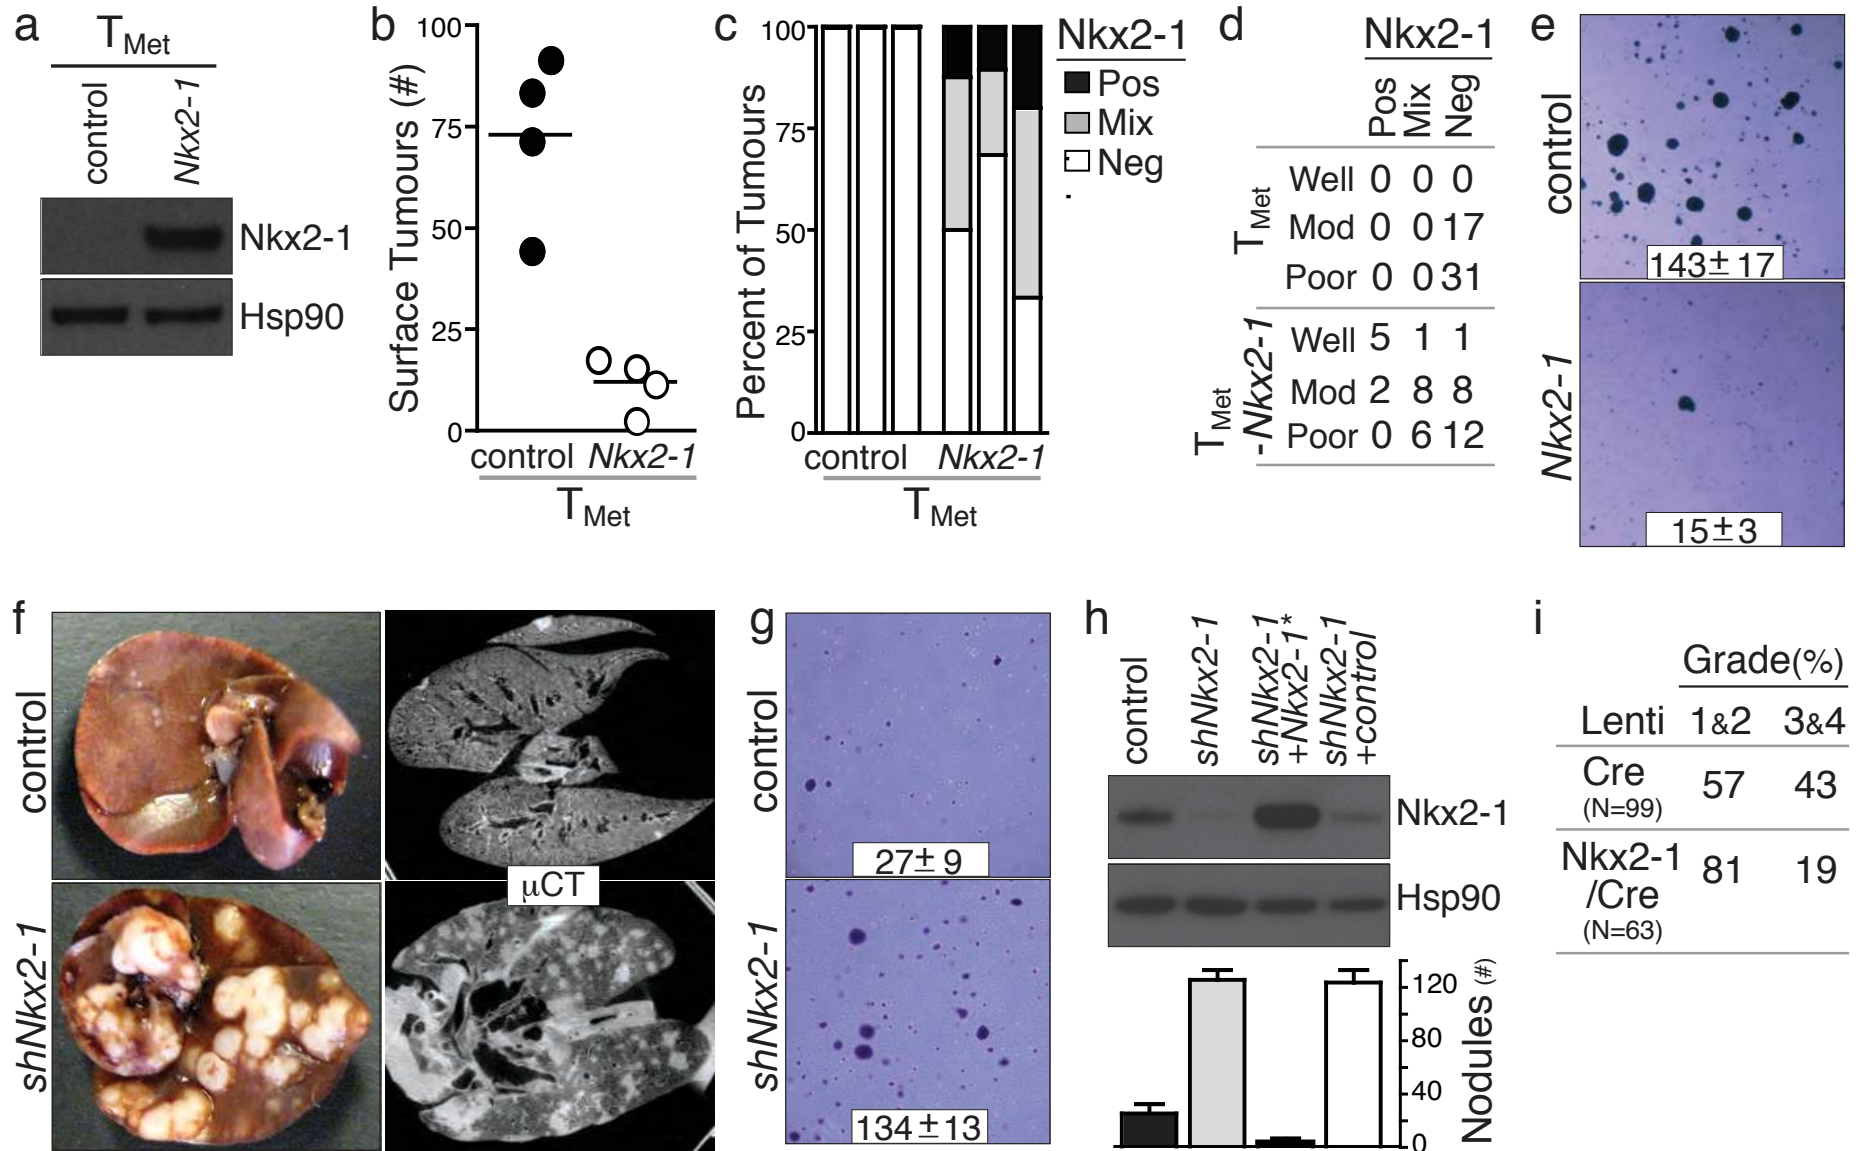 a
T_Met
control
Nkx2-1
Nkx2-1
Hsp90
b
Surface Tumours (#)
100
75
50
25
0
control Nkx2-1
T_Met
c
Percent of Tumours
100
75
50
25
0
control Nkx2-1
T_Met
Nkx2-1
Pos
Mix
Neg
d
Nkx2-1
Pos Mix Neg
T_Met
Well 0 0 0
Mod 0 0 17
Poor 0 0 31
T_Met
-Nkx2-1
Well 5 1 1
Mod 2 8 8
Poor 0 6 12
e
control
143±17
Nkx2-1
15±3
f
control
shNkx2-1
μCT
g
control
27±9
shNkx2-1
134±13
h
control
shNkx2-1
shNkx2-1
+Nkx2-1*
shNkx2-1
+control
Nkx2-1
Hsp90
120
80
40
0
Nodules (#)
i
Grade(%)
Lenti 1&2 3&4
Cre 57 43
(N=99)
Nkx2-1
/Cre 81 19
(N=63)